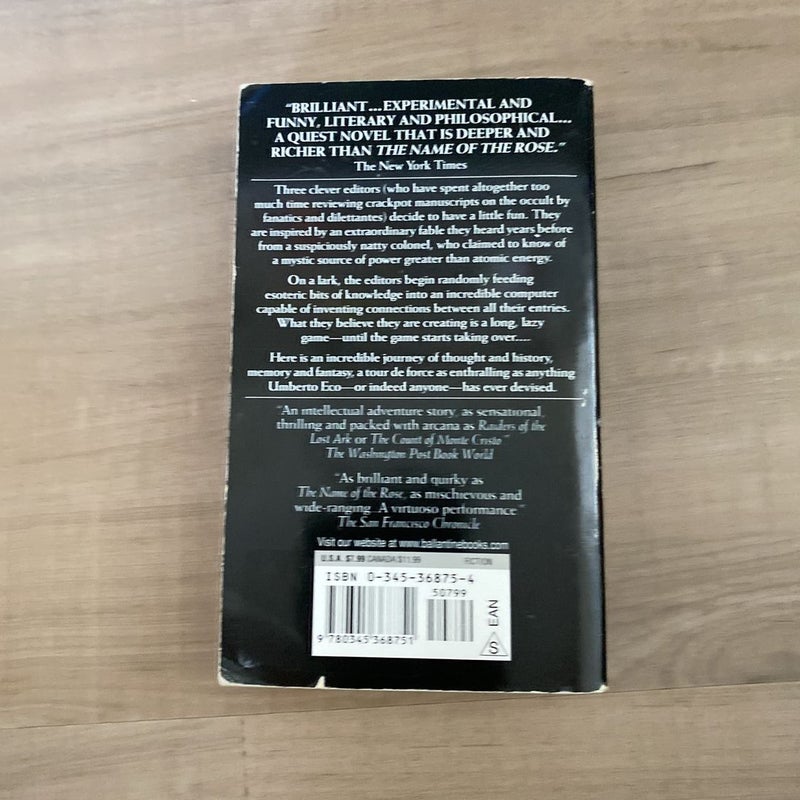 "BRILLIANT...EXPERIMENTAL AND
FUNNY, LITERARY AND PHILOSOPHICAL...
A QUEST NOVEL THAT IS DEEPER AND
RICHER THAN THE NAME OF THE ROSE."
The New York Times
Three clever editors (who have spent altogether too
much time reviewing crackpot manuscripts on the occult by
fanatics and dilettantes) decide to have a little fun. They
are inspired by an extraordinary fable they heard years before
from a suspiciously natty colonel, who claimed to know of
a mystic source of power greater than atomic energy.
On a lark, the editors begin randomly feeding
esoteric bits of knowledge into an incredible computer
capable of inventing connections between all their entries.
What they believe they are creating is a long, lazy
game—until the game starts taking over....
Here is an incredible journey of thought and history,
memory and fantasy, a tour de force as enthralling as anything
Umberto Eco—or indeed anyone—has ever devised.
"An intellectual adventure story, as sensational,
thrilling and packed with arcana as Raiders of the
Lost Ark or The Count of Monte Cristo"
The Washington Post Book World
"As brilliant and quirky as
The Name of the Rose, as mischievous and
wide-ranging. A virtuoso performance"
The San Francisco Chronicle
Visit our website at www.ballantinebooks.com
U.S.A. $7.99 CANADA $11.99 FICTION
ISBN 0-345-36875-4
50799
9 780345 368751
S EAN